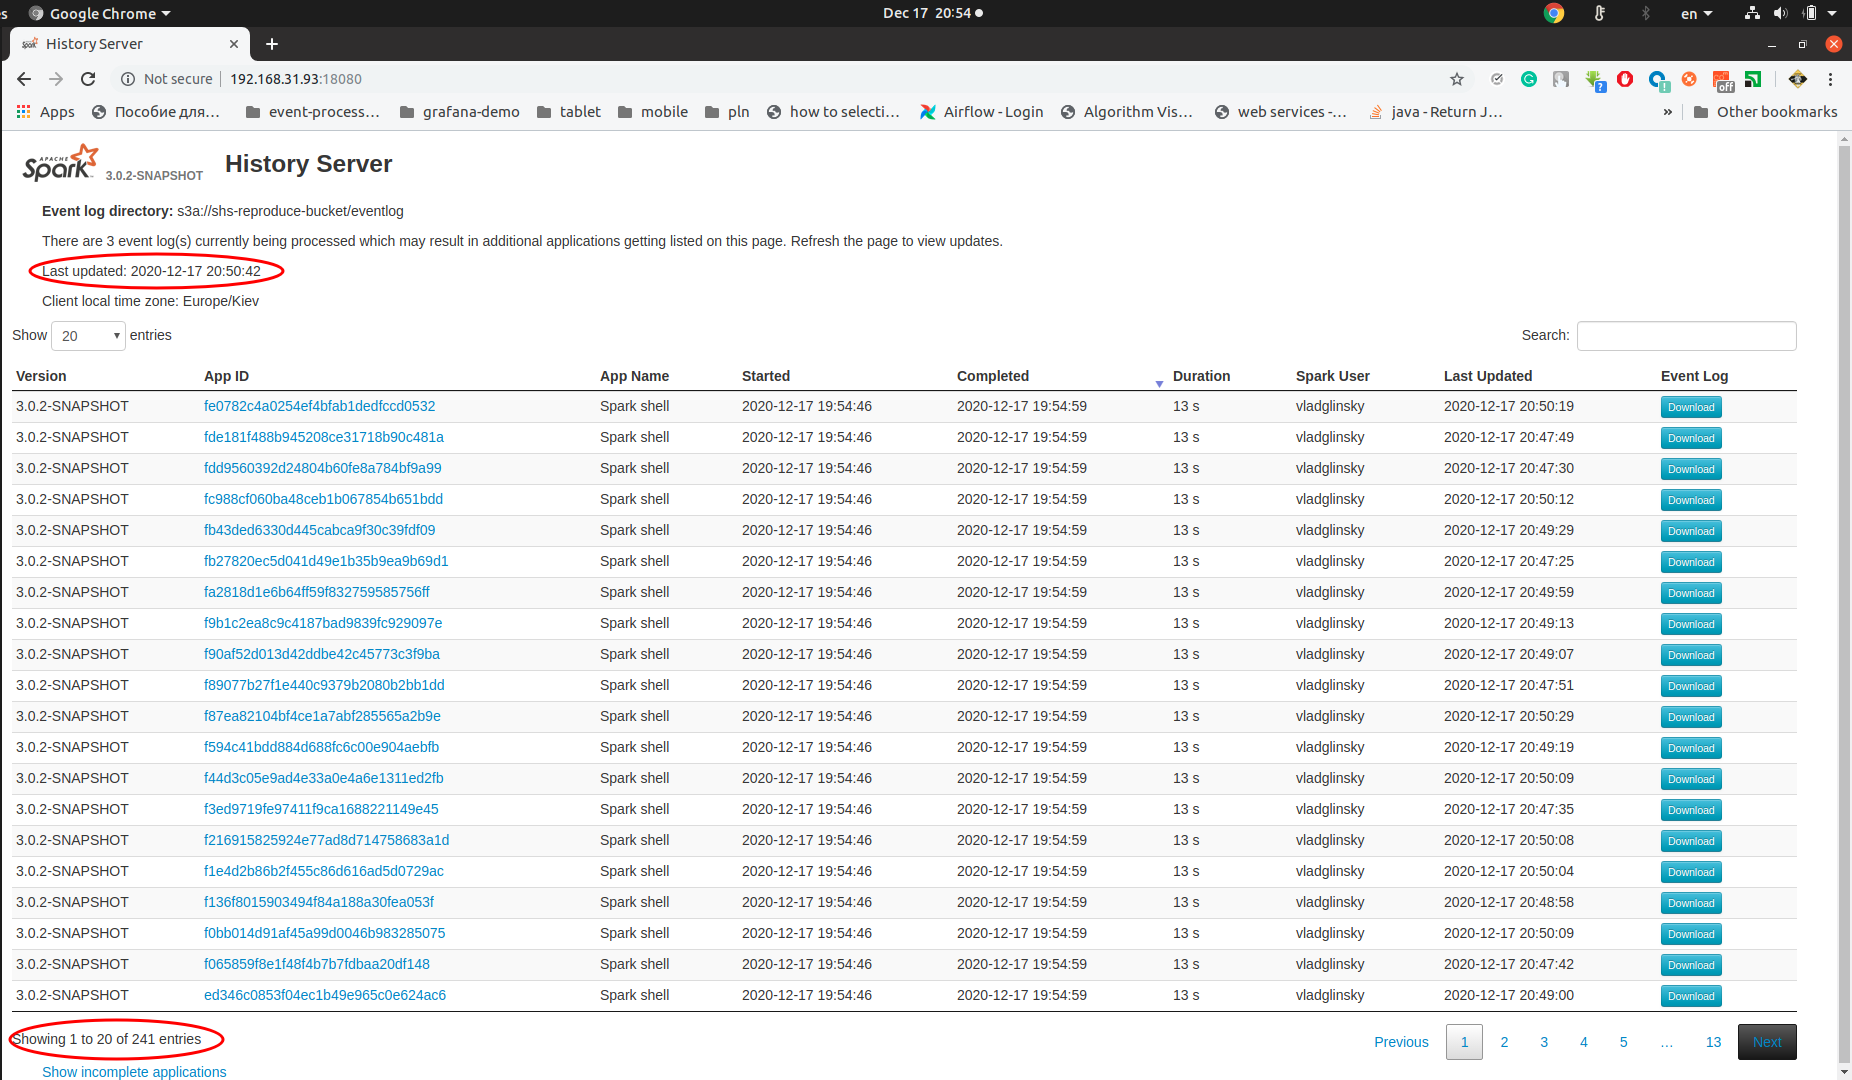 Google Chrome
Dec 17 20:54
en
History Server
Not secure | 192.168.31.93:18080
Apps Пособие для... event-process... grafana-demo tablet mobile pln how to selecti... Airflow - Login Algorithm Vis... web services -... java - Return J... » Other bookmarks
APACHE Spark 3.0.2-SNAPSHOT History Server
Event log directory: s3a://shs-reproduce-bucket/eventlog
There are 3 event log(s) currently being processed which may result in additional applications getting listed on this page. Refresh the page to view updates.
Last updated: 2020-12-17 20:50:42
Client local time zone: Europe/Kiev
Show 20 entries Search:
Version App ID App Name Started Completed Duration Spark User Last Updated Event Log
3.0.2-SNAPSHOT fe0782c4a0254ef4bfab1dedfccd0532 Spark shell 2020-12-17 19:54:46 2020-12-17 19:54:59 13 s vladglinsky 2020-12-17 20:50:19 Download
3.0.2-SNAPSHOT fde181f488b945208ce31718b90c481a Spark shell 2020-12-17 19:54:46 2020-12-17 19:54:59 13 s vladglinsky 2020-12-17 20:47:49 Download
3.0.2-SNAPSHOT fdd9560392d24804b60fe8a784bf9a99 Spark shell 2020-12-17 19:54:46 2020-12-17 19:54:59 13 s vladglinsky 2020-12-17 20:47:30 Download
3.0.2-SNAPSHOT fc988cf060ba48ceb1b067854b651bdd Spark shell 2020-12-17 19:54:46 2020-12-17 19:54:59 13 s vladglinsky 2020-12-17 20:50:12 Download
3.0.2-SNAPSHOT fb43ded6330d445cabca9f30c39fdf09 Spark shell 2020-12-17 19:54:46 2020-12-17 19:54:59 13 s vladglinsky 2020-12-17 20:49:29 Download
3.0.2-SNAPSHOT fb27820ec5d041d49e1b35b9ea9b69d1 Spark shell 2020-12-17 19:54:46 2020-12-17 19:54:59 13 s vladglinsky 2020-12-17 20:47:25 Download
3.0.2-SNAPSHOT fa2818d1e6b64ff59f832759585756ff Spark shell 2020-12-17 19:54:46 2020-12-17 19:54:59 13 s vladglinsky 2020-12-17 20:49:59 Download
3.0.2-SNAPSHOT f9b1c2ea8c9c4187bad9839fc929097e Spark shell 2020-12-17 19:54:46 2020-12-17 19:54:59 13 s vladglinsky 2020-12-17 20:49:13 Download
3.0.2-SNAPSHOT f90af52d013d42ddbe42c45773c3f9ba Spark shell 2020-12-17 19:54:46 2020-12-17 19:54:59 13 s vladglinsky 2020-12-17 20:49:07 Download
3.0.2-SNAPSHOT f89077b27f1e440c9379b2080b2bb1dd Spark shell 2020-12-17 19:54:46 2020-12-17 19:54:59 13 s vladglinsky 2020-12-17 20:47:51 Download
3.0.2-SNAPSHOT f87ea82104bf4ce1a7abf285565a2b9e Spark shell 2020-12-17 19:54:46 2020-12-17 19:54:59 13 s vladglinsky 2020-12-17 20:50:29 Download
3.0.2-SNAPSHOT f594c41bdd884d688fc6c00e904aebfb Spark shell 2020-12-17 19:54:46 2020-12-17 19:54:59 13 s vladglinsky 2020-12-17 20:49:19 Download
3.0.2-SNAPSHOT f44d3c05e9ad4e33a0e4a6e1311ed2fb Spark shell 2020-12-17 19:54:46 2020-12-17 19:54:59 13 s vladglinsky 2020-12-17 20:50:09 Download
3.0.2-SNAPSHOT f3ed9719fe97411f9ca1688221149e45 Spark shell 2020-12-17 19:54:46 2020-12-17 19:54:59 13 s vladglinsky 2020-12-17 20:47:35 Download
3.0.2-SNAPSHOT f216915825924e77ad8d714758683a1d Spark shell 2020-12-17 19:54:46 2020-12-17 19:54:59 13 s vladglinsky 2020-12-17 20:50:08 Download
3.0.2-SNAPSHOT f1e4d2b86b2f455c86d616ad5d0729ac Spark shell 2020-12-17 19:54:46 2020-12-17 19:54:59 13 s vladglinsky 2020-12-17 20:50:04 Download
3.0.2-SNAPSHOT f136f8015903494f84a188a30fea053f Spark shell 2020-12-17 19:54:46 2020-12-17 19:54:59 13 s vladglinsky 2020-12-17 20:48:58 Download
3.0.2-SNAPSHOT f0bb014d91af45a99d0046b983285075 Spark shell 2020-12-17 19:54:46 2020-12-17 19:54:59 13 s vladglinsky 2020-12-17 20:50:09 Download
3.0.2-SNAPSHOT f065859f8e1f48f4b7b7fdbaa20df148 Spark shell 2020-12-17 19:54:46 2020-12-17 19:54:59 13 s vladglinsky 2020-12-17 20:47:42 Download
3.0.2-SNAPSHOT ed346c0853f04ec1b49e965c0e624ac6 Spark shell 2020-12-17 19:54:46 2020-12-17 19:54:59 13 s vladglinsky 2020-12-17 20:49:00 Download
Showing 1 to 20 of 241 entries Previous 1 2 3 4 5 … 13 Next
Show incomplete applications